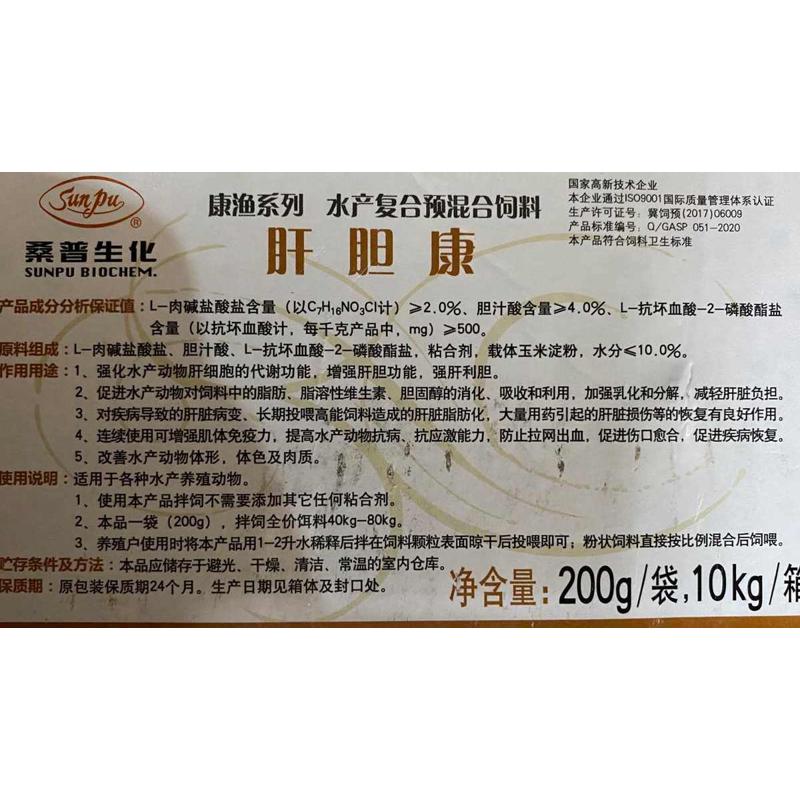 Sunpu
®
桑普生化
SUNPU BIOCHEM.
康渔系列 水产复合预混合饲料
肝胆康
国家高新技术企业
本企业通过ISO9001国际质量管理体系认证
生产许可证号：冀饲预(2017)06009
产品标准编号：Q/GASP 051-2020
本产品符合饲料卫生标准
产品成分分析保证值：L-肉碱盐酸盐含量（以C₇H₁₆NO₃Cl计）≥2.0%、胆汁酸含量≥4.0%、L-抗坏血酸-2-磷酸酯盐
含量（以抗坏血酸计，每千克产品中，mg）≥500。
原料组成：L-肉碱盐酸盐、胆汁酸、L-抗坏血酸-2-磷酸酯盐，粘合剂，载体玉米淀粉，水分≤10.0%。
作用用途：1、强化水产动物肝细胞的代谢功能，增强肝胆功能，强肝利胆。
2、促进水产动物对饲料中的脂肪、脂溶性维生素、胆固醇的消化、吸收和利用，加强乳化和分解，减轻肝脏负担。
3、对疾病导致的肝脏病变、长期投喂高能饲料造成的肝脏脂肪化，大量用药引起的肝脏损伤等的恢复有良好作用。
4、连续使用可增强肌体免疫力，提高水产动物抗病、抗应激能力，防止拉网出血，促进伤口愈合，促进疾病恢复。
5、改善水产动物体形，体色及肉质。
使用说明：适用于各种水产养殖动物。
1、使用本产品拌饲不需要添加其它任何粘合剂。
2、本品一袋（200g），拌饲全价饵料40kg-80kg。
3、养殖户使用时将本产品用1-2升水稀释后拌在饲料颗粒表面晾干后投喂即可；粉状饲料直接按比例混合后饲喂。
贮存条件及方法：本品应储存于避光、干燥、清洁、常温的室内仓库。
保质期：原包装保质期24个月。生产日期见箱体及封口处。
净含量：200g/袋,10kg/箱